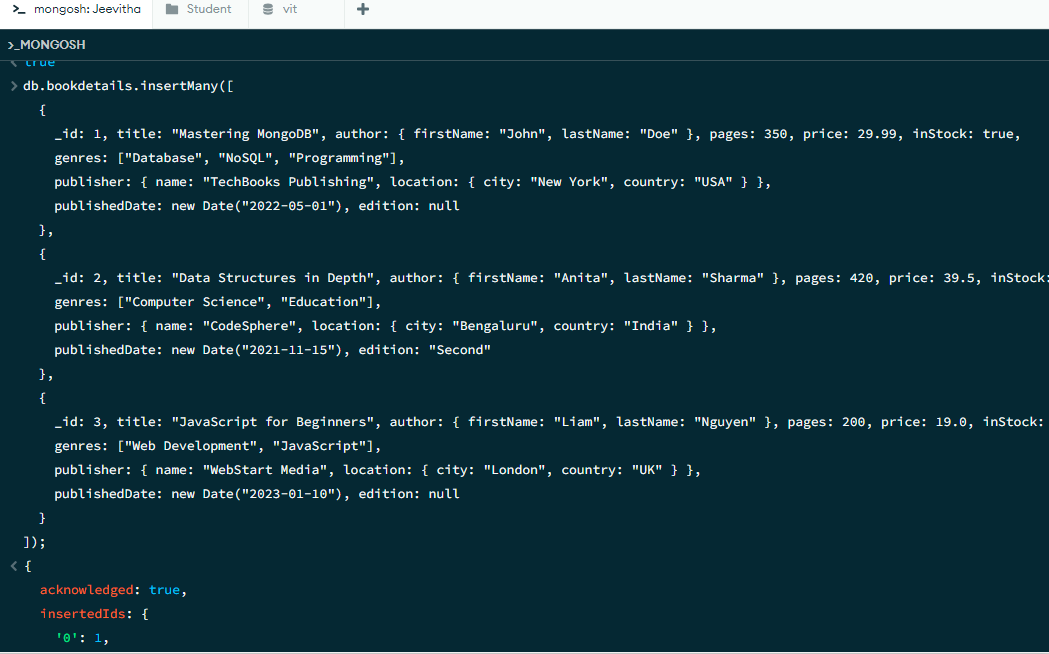 >_ mongosh: Jeevitha Student vit +
>_MONGOSH
< true
> db.bookdetails.insertMany([
{
_id: 1, title: "Mastering MongoDB", author: { firstName: "John", lastName: "Doe" }, pages: 350, price: 29.99, inStock: true,
genres: ["Database", "NoSQL", "Programming"],
publisher: { name: "TechBooks Publishing", location: { city: "New York", country: "USA" } },
publishedDate: new Date("2022-05-01"), edition: null
},
{
_id: 2, title: "Data Structures in Depth", author: { firstName: "Anita", lastName: "Sharma" }, pages: 420, price: 39.5, inStock:
genres: ["Computer Science", "Education"],
publisher: { name: "CodeSphere", location: { city: "Bengaluru", country: "India" } },
publishedDate: new Date("2021-11-15"), edition: "Second"
},
{
_id: 3, title: "JavaScript for Beginners", author: { firstName: "Liam", lastName: "Nguyen" }, pages: 200, price: 19.0, inStock:
genres: ["Web Development", "JavaScript"],
publisher: { name: "WebStart Media", location: { city: "London", country: "UK" } },
publishedDate: new Date("2023-01-10"), edition: null
}
]);
< {
acknowledged: true,
insertedIds: {
'0': 1,